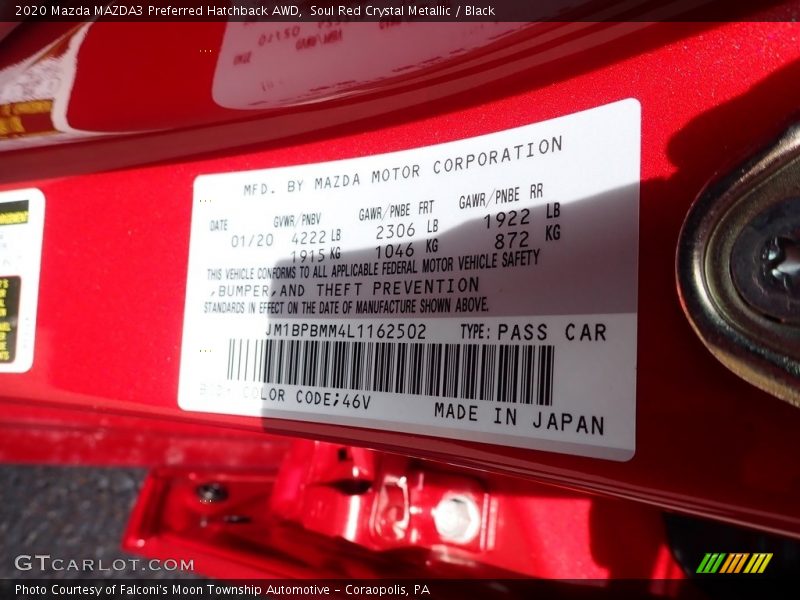 2020 Mazda MAZDA3 Preferred Hatchback AWD,  Soul Red Crystal Metallic / Black
MFD. BY MAZDA MOTOR CORPORATION
DATE GVWR/PNBV GAWR/PNBE FRT GAWR/PNBE RR
01/20 4222 LB 2306 LB 1922 LB
1915 KG 1046 KG 872 KG
THIS VEHICLE CONFORMS TO ALL APPLICABLE FEDERAL MOTOR VEHICLE SAFETY
,BUMPER,AND THEFT PREVENTION
STANDARDS IN EFFECT ON THE DATE OF MANUFACTURE SHOWN ABOVE.
JM1BPBMM4L1162502 TYPE: PASS CAR
BODY COLOR CODE;46V
MADE IN JAPAN
GTCARLOT.COM
Photo Courtesy of Falconi's Moon Township Automotive - Coraopolis, PA